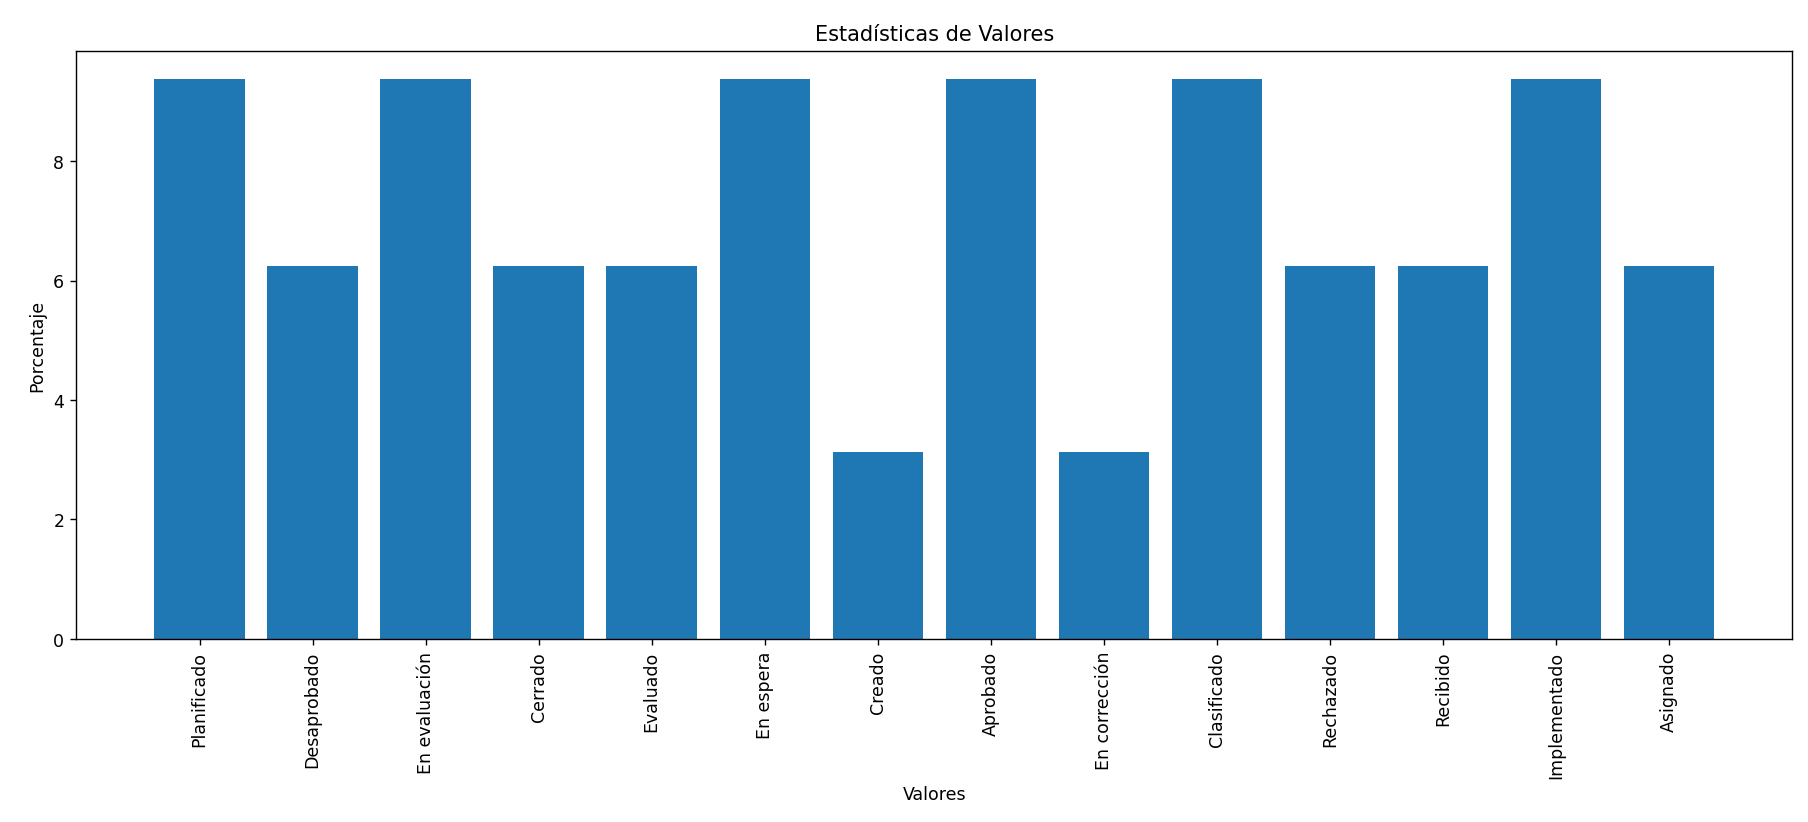 Estadísticas de Valores
Porcentaje
8
6
4
2
0
Planificado
Desaprobado
En evaluación
Cerrado
Evaluado
En espera
Creado
Aprobado
En corrección
Clasificado
Rechazado
Recibido
Implementado
Asignado
Valores